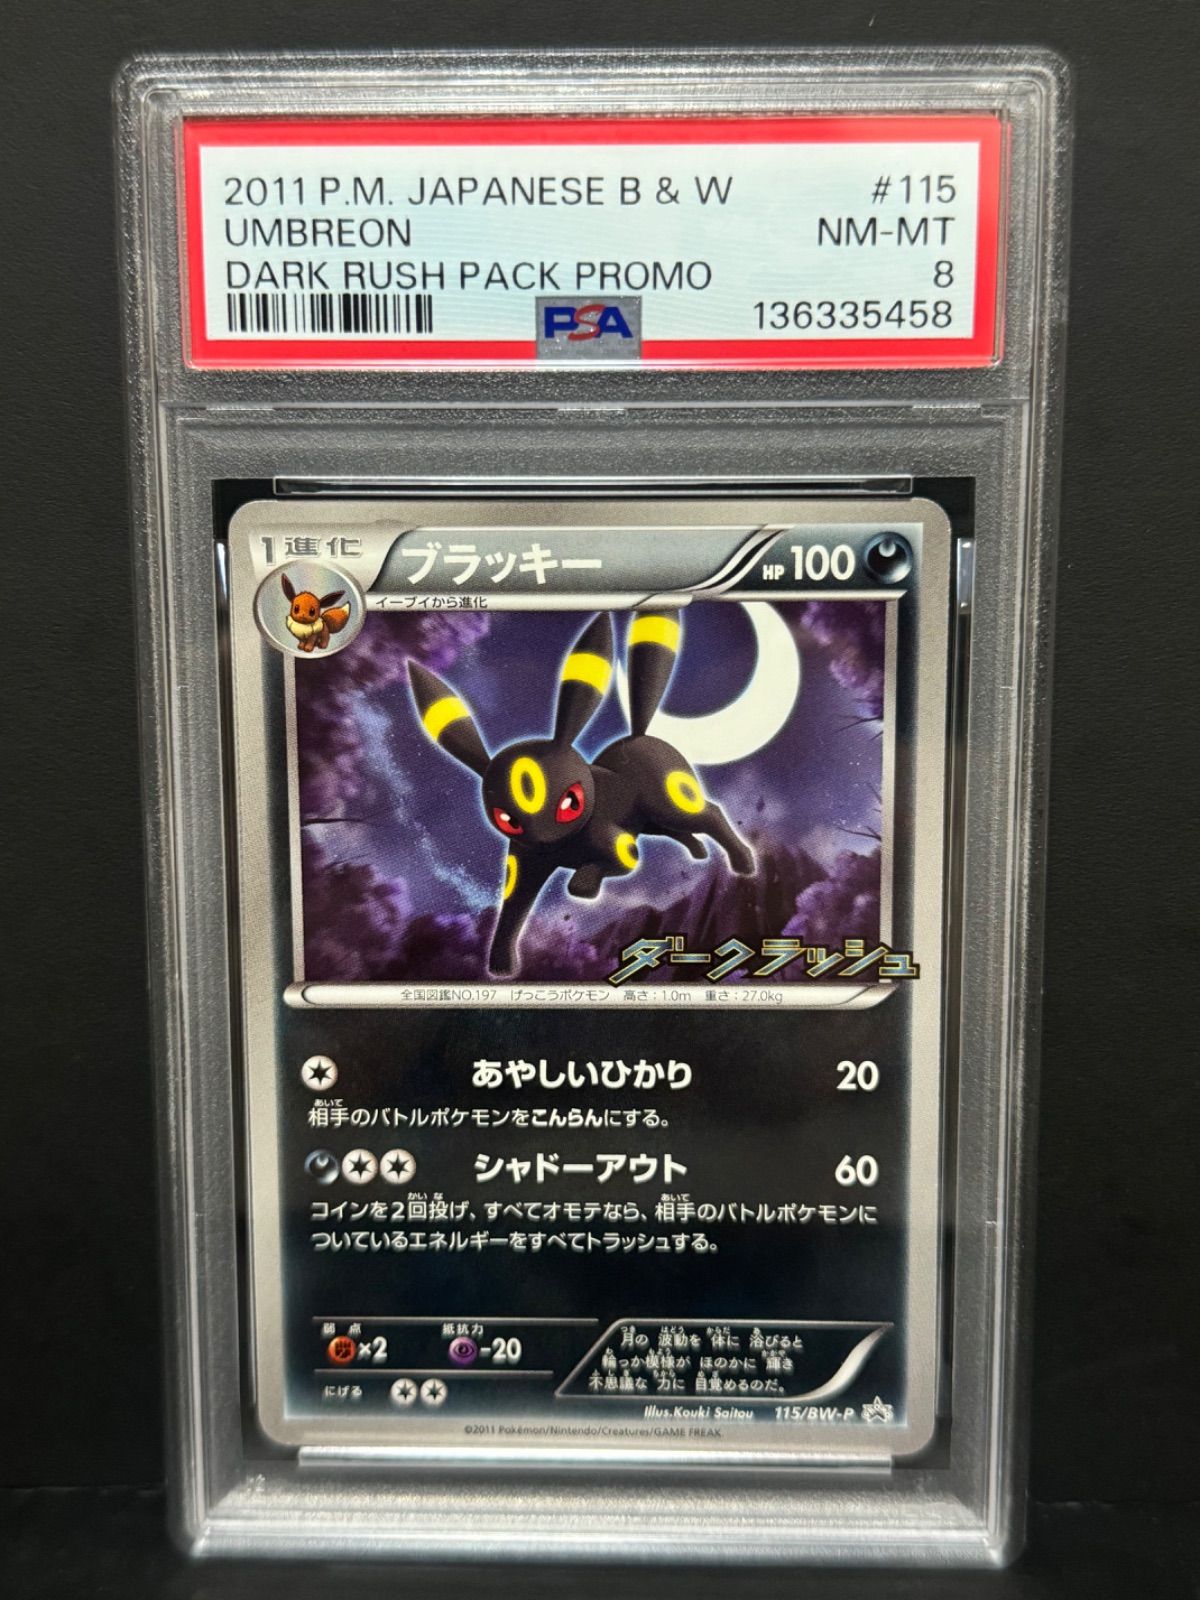 2011 P.M. JAPANESE B & W #115
UMBREON NM-MT
DARK RUSH PACK PROMO 8
PSA 136335458
1進化 ブラッキー HP 100
イーブイから進化
ダークラッシュ
全国図鑑NO.197 げっこうポケモン 高さ：1.0m 重さ：27.0kg
あやしいひかり 20
相手のバトルポケモンをこんらんにする。
シャドーアウト 60
コインを2回投げ、すべてオモテなら、相手のバトルポケモンに
ついているエネルギーをすべてトラッシュする。
弱点 抵抗力
×2 -20
にげる
月の 波動を 体に 浴びると
輪っか模様が ほのかに 輝き
不思議な 力に 目覚めるのだ。
Illus.Kouki Saitou 115/BW-P
©2011 Pokémon/Nintendo/Creatures/GAME FREAK